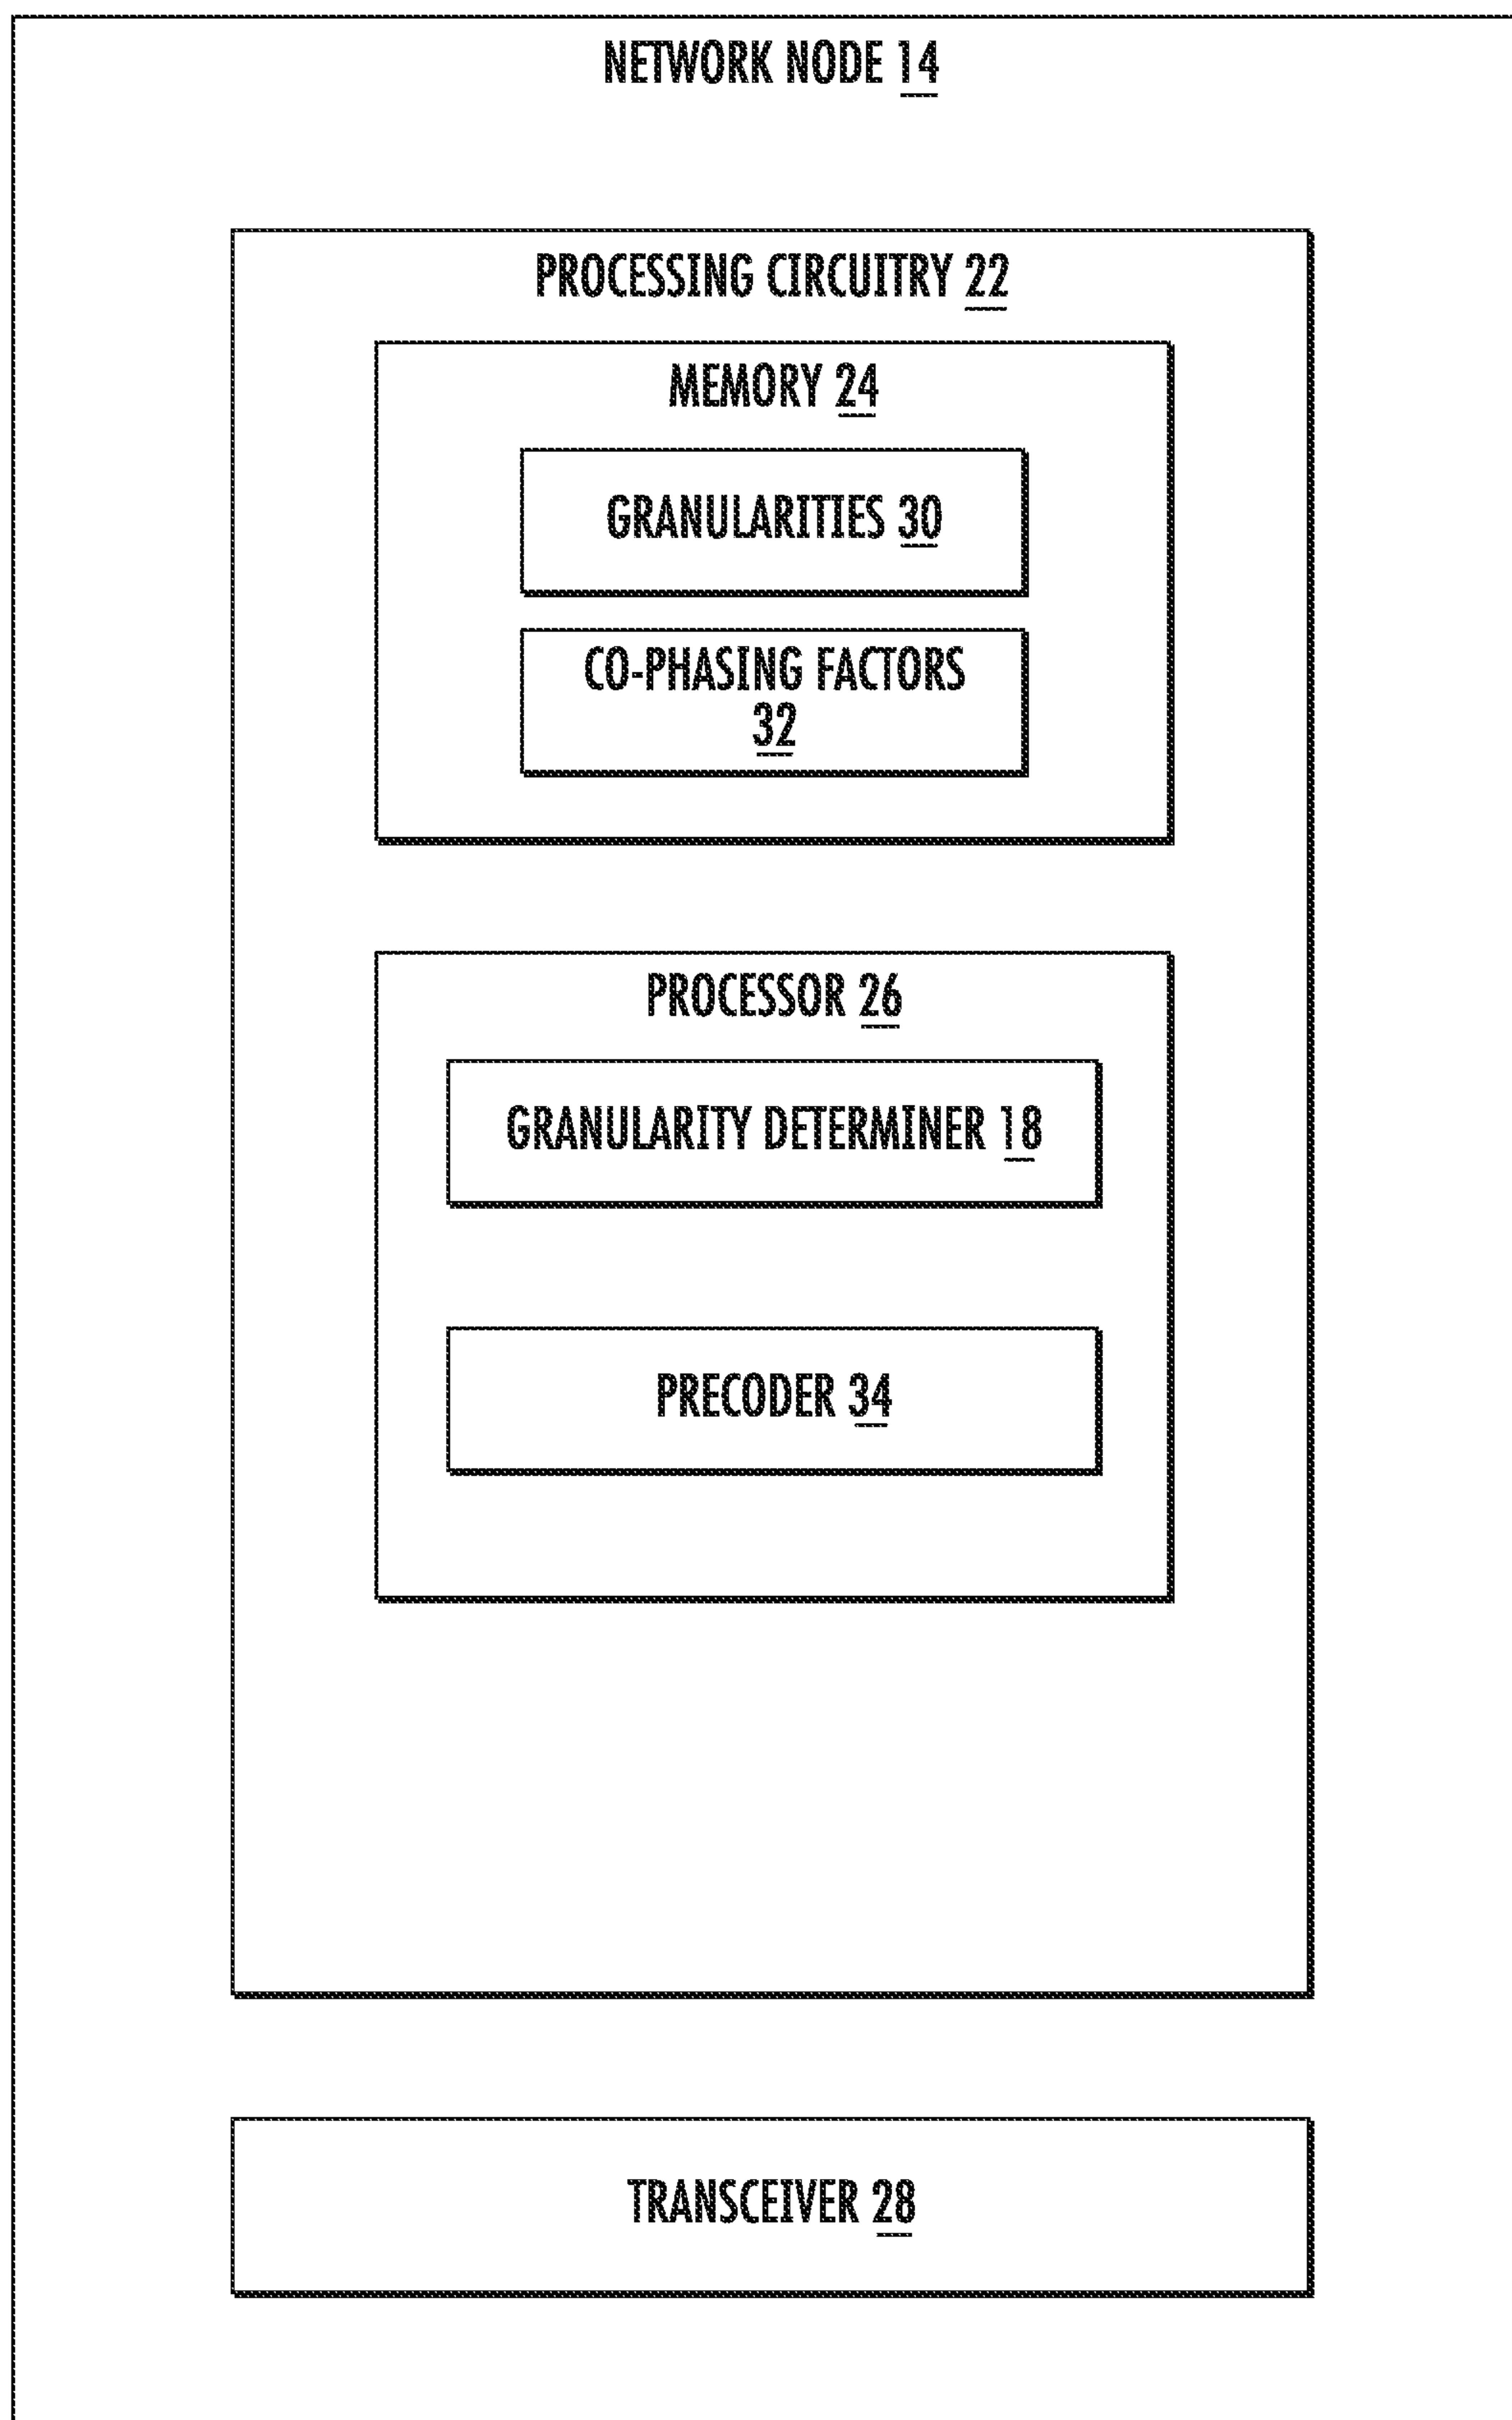 NETWORK NODE 14
PROCESSING CIRCUITRY 22
MEMORY 24
GRANULARITIES 30
CO-PHASING FACTORS
32
PROCESSOR 26
GRANULARITY DETERMINER 18
PRECODER 34
TRANSCEIVER 28